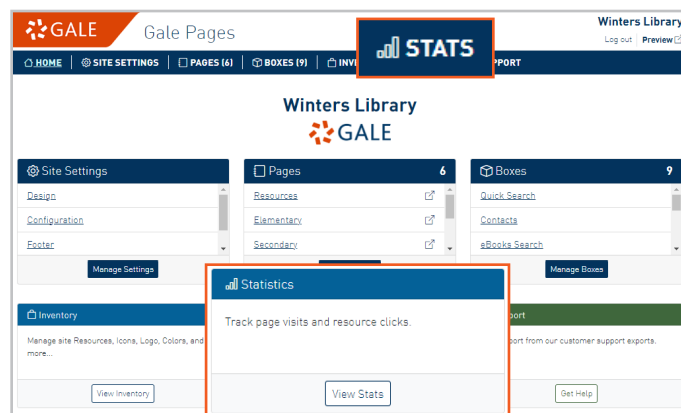 GALE
Gale Pages
Winters Library
Log out
Preview
STATS
HOME
SITE SETTINGS
PAGES (6)
BOXES (9)
INV
PPORT
Winters Library
GALE
Site Settings
Design
Configuration
Footer
Manage Settings
Pages 6
Resources
Elementary
Secondary
Boxes 9
Quick Search
Contacts
eBooks Search
Manage Boxes
Inventory
Manage site Resources, Icons, Logo, Colors, and
more...
View Inventory
Statistics
Track page visits and resource clicks.
View Stats
port
port from our customer support exports.
Get Help